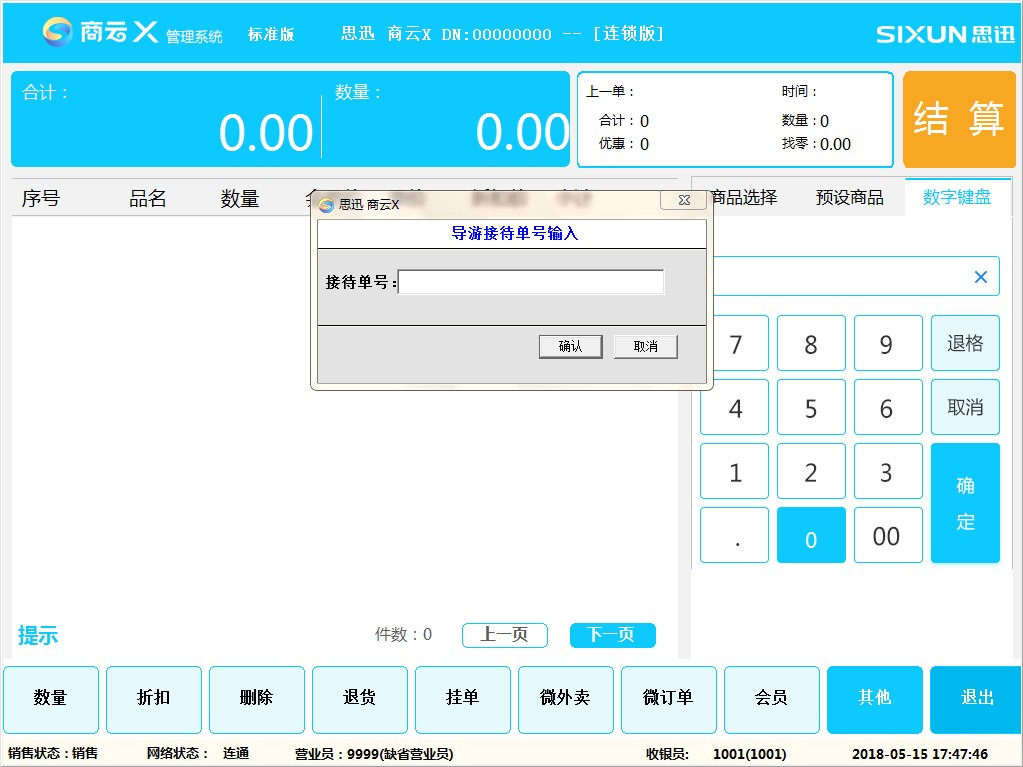 商云X 管理系统 标准版 思迅 商云X DN:00000000 -- [连锁版] SIXUN思迅
合计： 数量：
0.00 0.00
上一单： 时间：
合计：0 数量：0
优惠：0 找零：0.00
结 算
序号 品名 数量
商品选择 预设商品 数字键盘
思迅 商云X
导游接待单号输入
接待单号：
确认 取消
7 8 9 退格
4 5 6 取消
1 2 3 确定
. 0 00
提示 件数：0 上一页 下一页
数量 折扣 删除 退货 挂单 微外卖 微订单 会员 其他 退出
销售状态：销售 网络状态： 连通 营业员：9999(缺省营业员) 收银员: 1001(1001) 2018-05-15 17:47:46